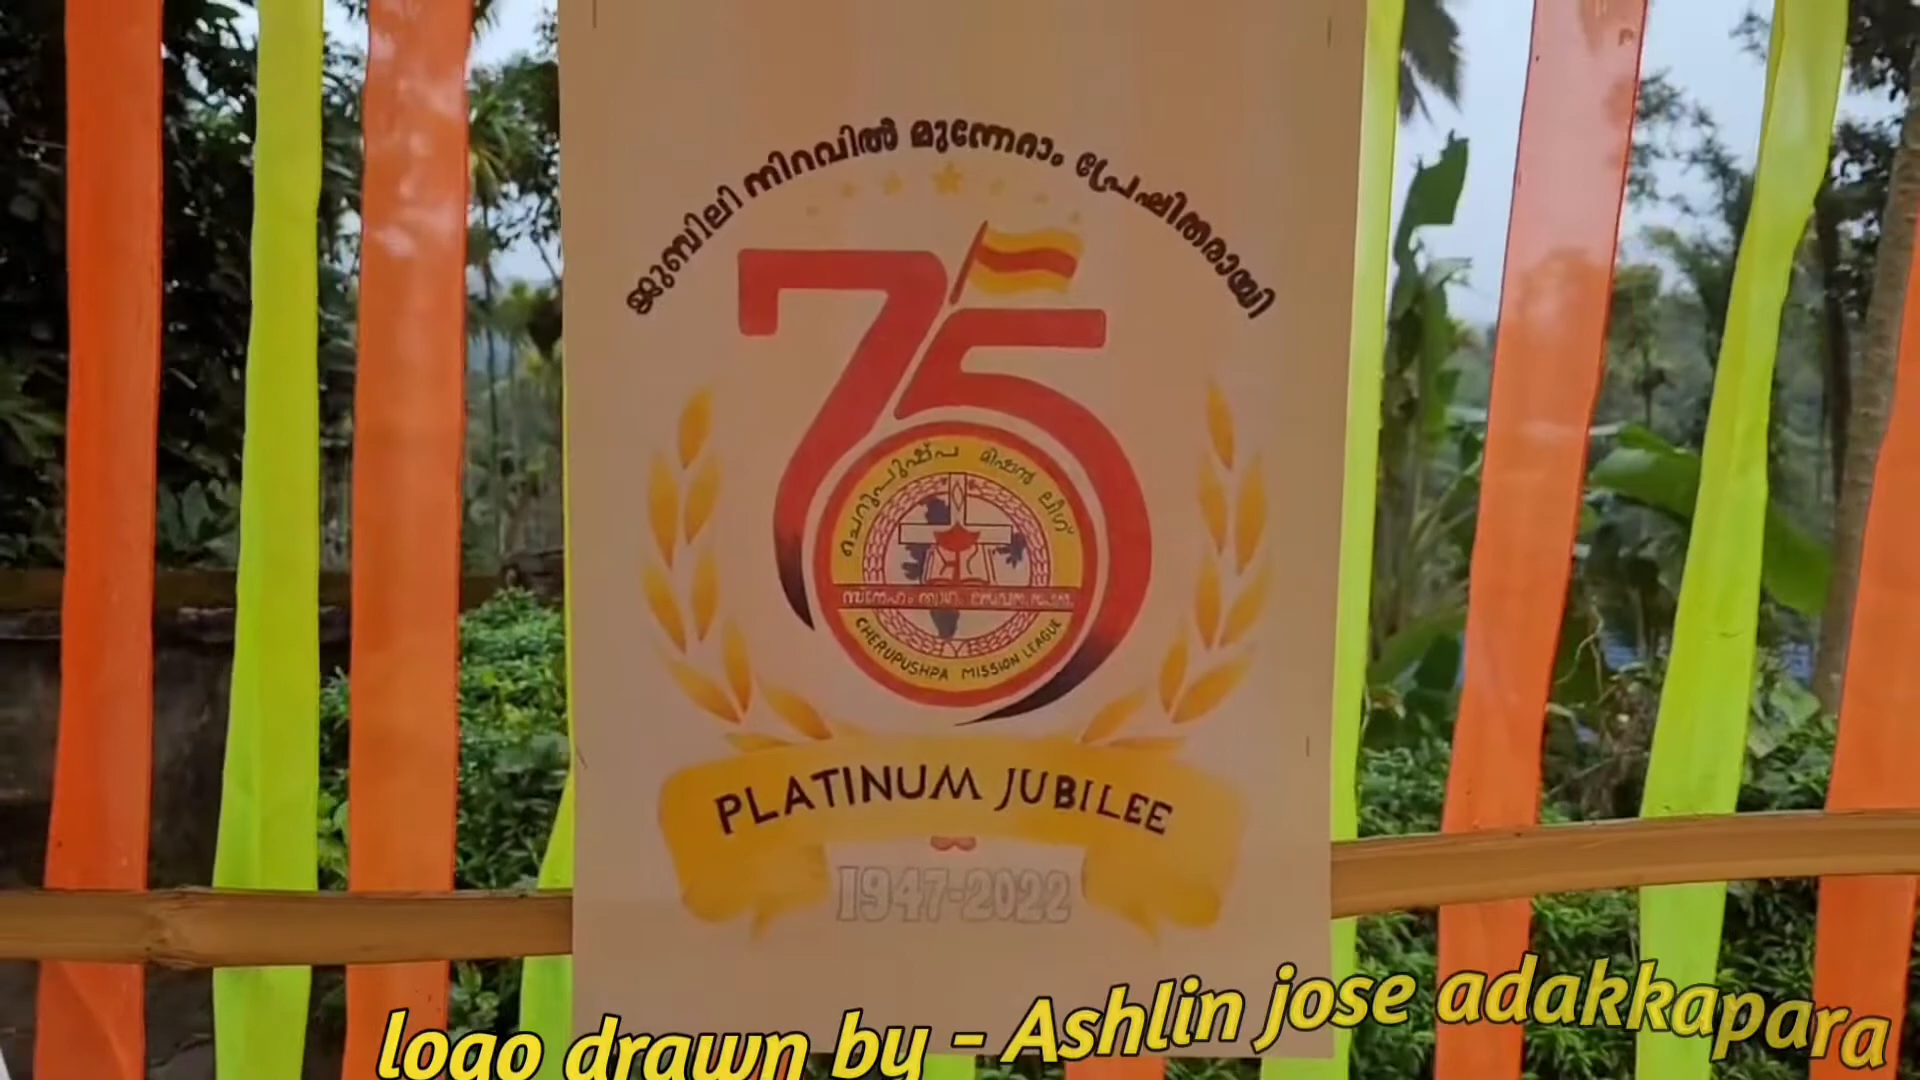 ജൂബിലി നിറവിൽ മുന്നേറാം പ്രേഷിതരായി
75
ചെറുപുഷ്പ മിഷൻ ലീഗ്
CHERUPUSHPA MISSION LEAGUE
PLATINUM JUBILEE
1947-2022
logo drawn by - Ashlin jose adakkapara